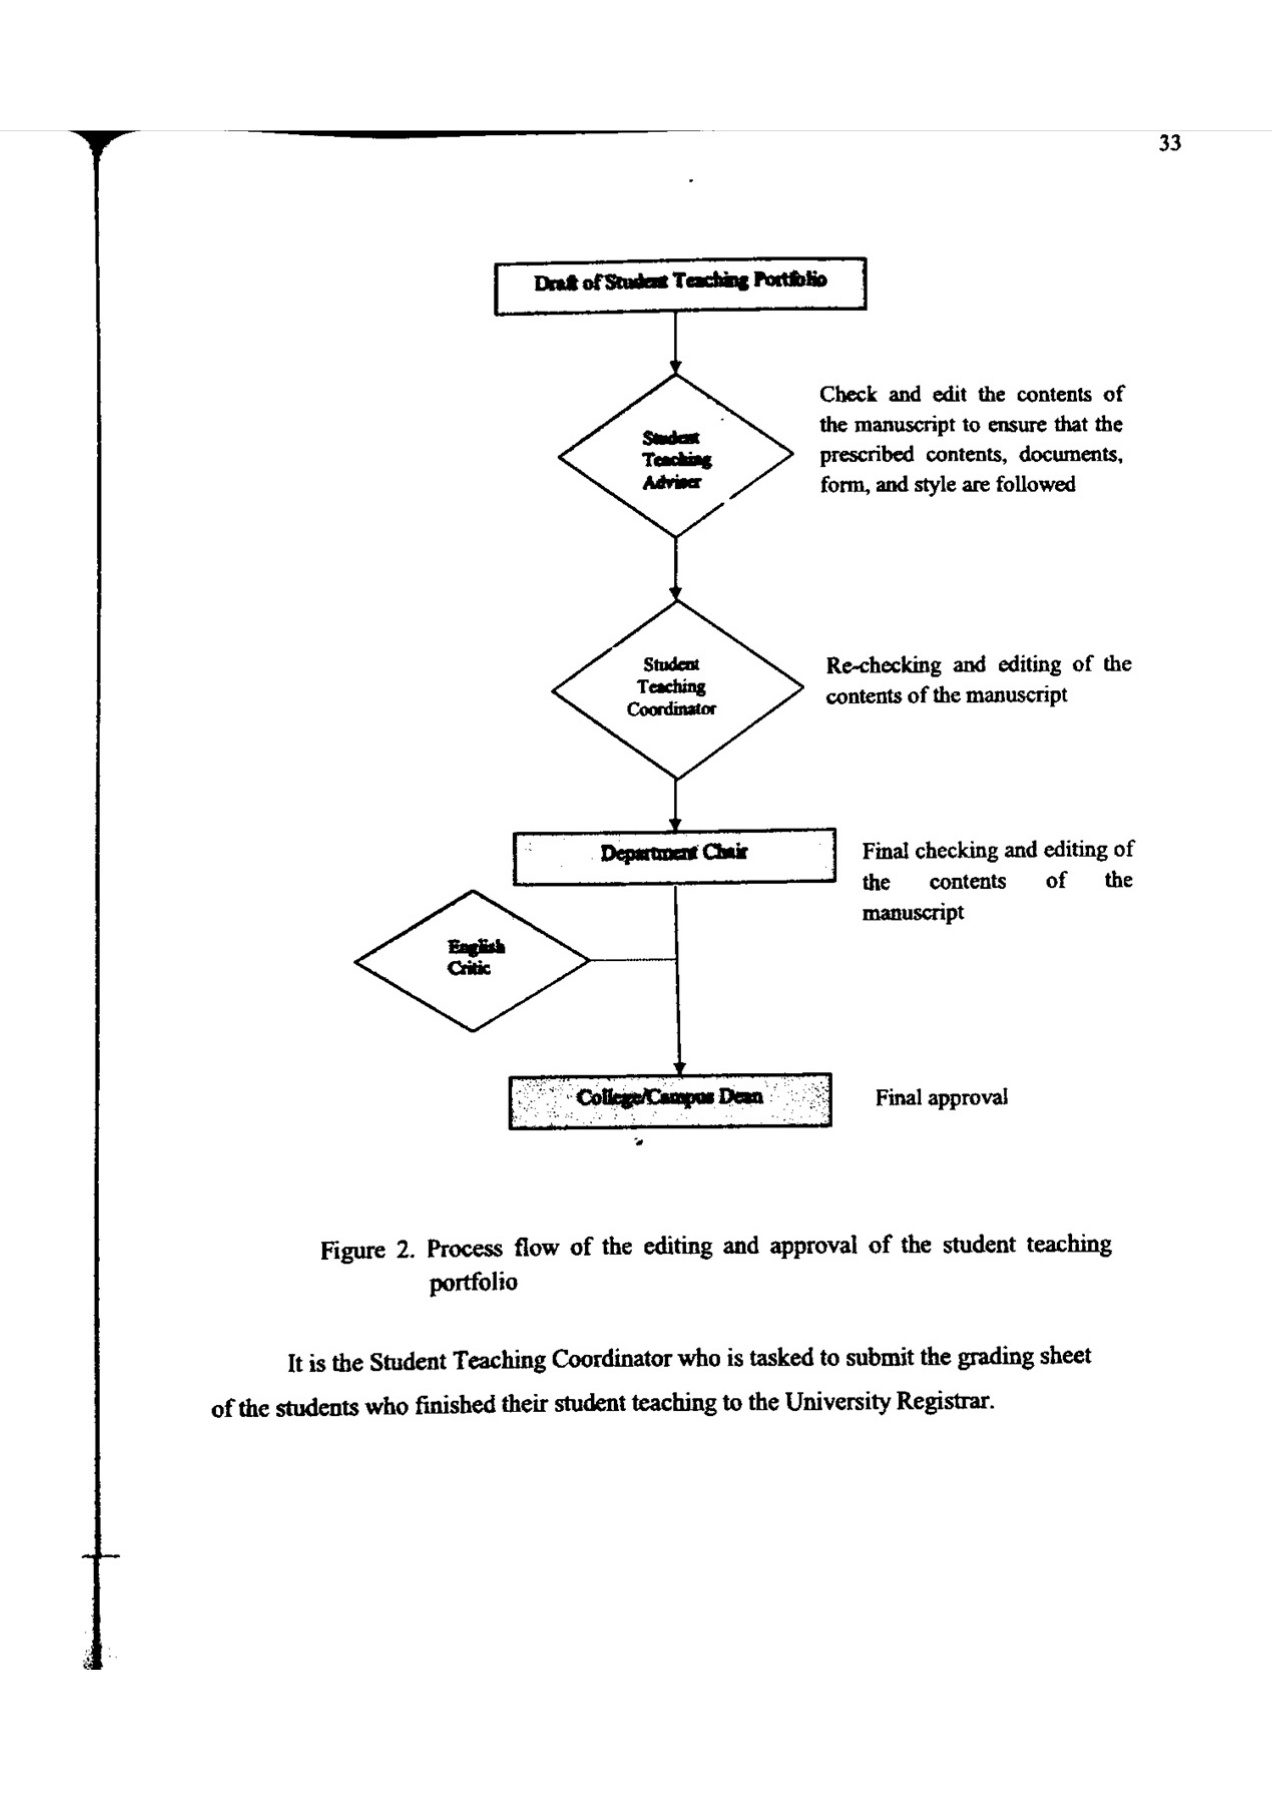 33
Draft of Student Teaching Portfolio
Student
Teaching
Adviser
Check and edit the contents of
the manuscript to ensure that the
prescribed contents, documents,
form, and style are followed
Student
Teaching
Coordinator
Re-checking and editing of the
contents of the manuscript
Department Chair
Final checking and editing of
the contents of the
manuscript
English
Critic
College/Campus Dean
Final approval
Figure 2. Process flow of the editing and approval of the student teaching
portfolio
It is the Student Teaching Coordinator who is tasked to submit the grading sheet
of the students who finished their student teaching to the University Registrar.